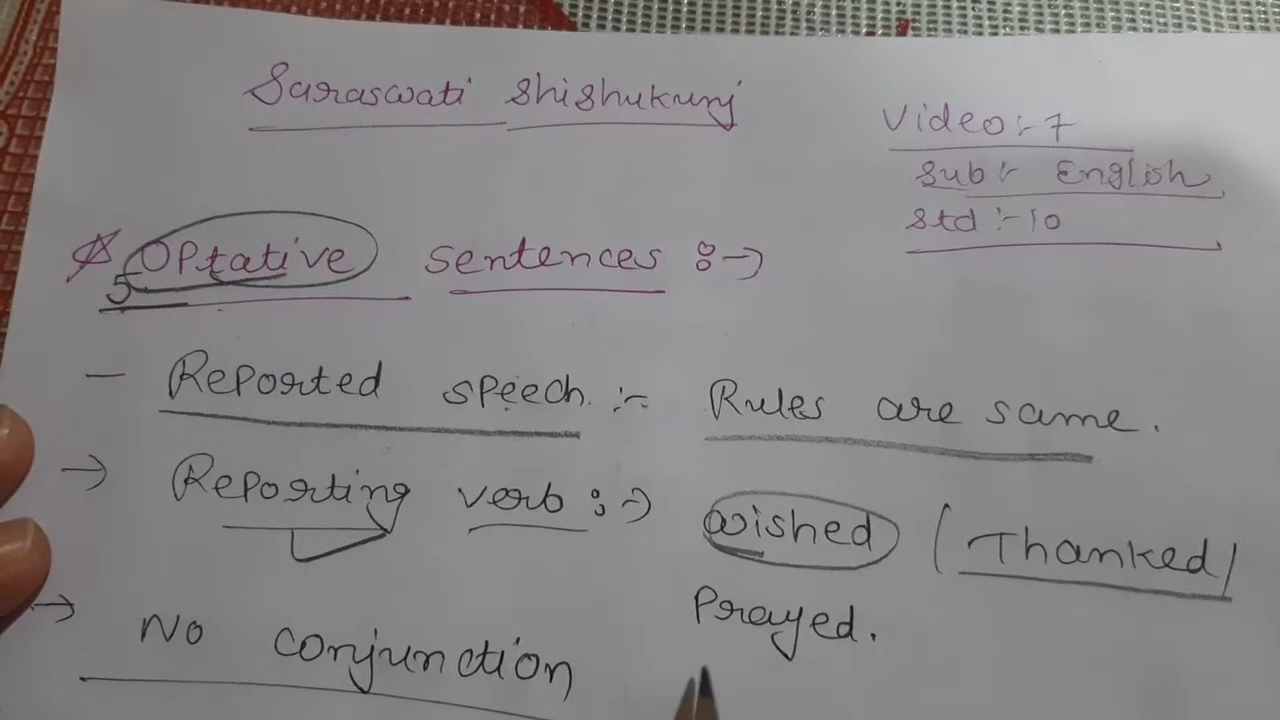 Saraswati Shishukunj
Video:- 7
Sub:- English
Std:-10
5. Optative sentences :->
- Reported speech :- Rules are same.
→ Reporting verb :-> wished / Thanked /
Prayed.
→ No conjunction